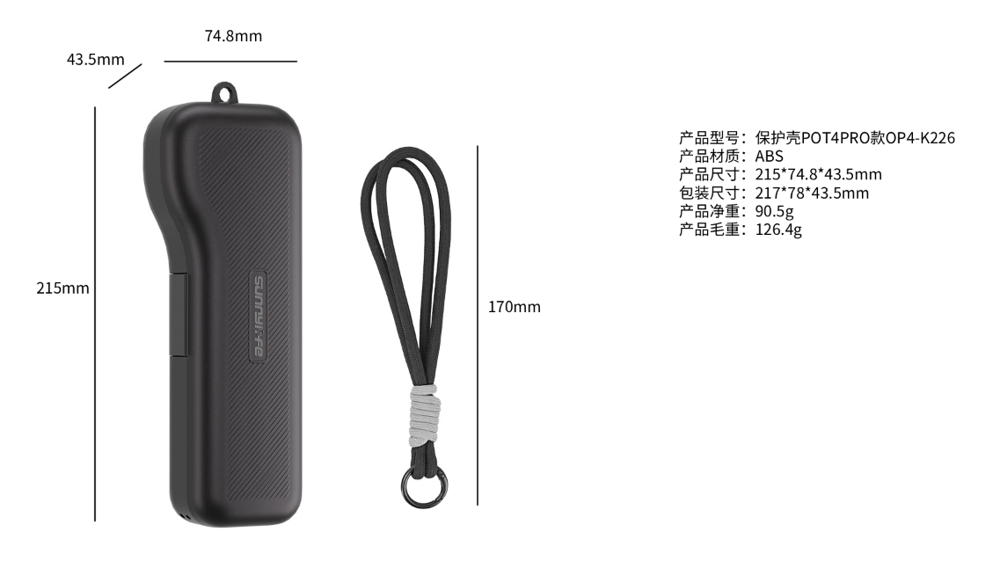 74.8mm
43.5mm
215mm
sunnylife
170mm
产品型号：保护壳POT4PRO款OP4-K226
产品材质：ABS
产品尺寸：215*74.8*43.5mm
包装尺寸：217*78*43.5mm
产品净重：90.5g
产品毛重：126.4g